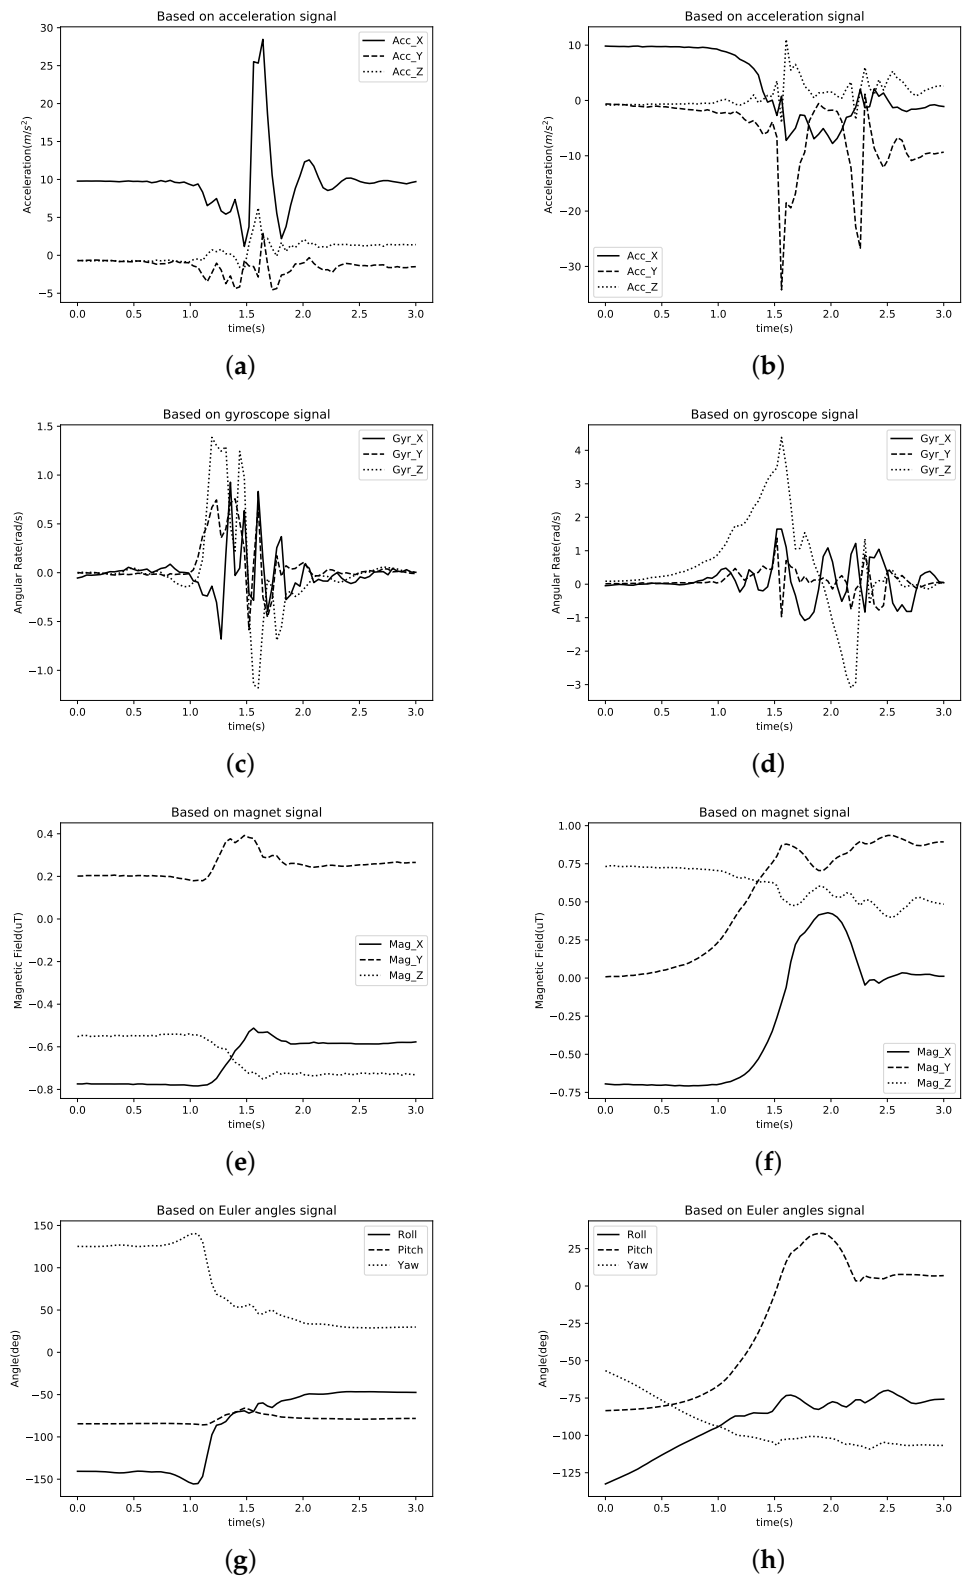 Based on acceleration signal
30
25
20
15
10
5
0
−5
Acceleration(m/s²)
Acc_X
Acc_Y
Acc_Z
0.0 0.5 1.0 1.5 2.0 2.5 3.0
time(s)
(a)
Based on acceleration signal
10
0
−10
−20
−30
Acceleration(m/s²)
Acc_X
Acc_Y
Acc_Z
0.0 0.5 1.0 1.5 2.0 2.5 3.0
time(s)
(b)
Based on gyroscope signal
1.5
1.0
0.5
0.0
−0.5
−1.0
Angular Rate(rad/s)
Gyr_X
Gyr_Y
Gyr_Z
0.0 0.5 1.0 1.5 2.0 2.5 3.0
time(s)
(c)
Based on gyroscope signal
4
3
2
1
0
−1
−2
−3
Angular Rate(rad/s)
Gyr_X
Gyr_Y
Gyr_Z
0.0 0.5 1.0 1.5 2.0 2.5 3.0
time(s)
(d)
Based on magnet signal
0.4
0.2
0.0
−0.2
−0.4
−0.6
−0.8
Magnetic Field(uT)
Mag_X
Mag_Y
Mag_Z
0.0 0.5 1.0 1.5 2.0 2.5 3.0
time(s)
(e)
Based on magnet signal
1.00
0.75
0.50
0.25
0.00
−0.25
−0.50
−0.75
Magnetic Field(uT)
Mag_X
Mag_Y
Mag_Z
0.0 0.5 1.0 1.5 2.0 2.5 3.0
time(s)
(f)
Based on Euler angles signal
150
100
50
0
−50
−100
−150
Angle(deg)
Roll
Pitch
Yaw
0.0 0.5 1.0 1.5 2.0 2.5 3.0
time(s)
(g)
Based on Euler angles signal
25
0
−25
−50
−75
−100
−125
Angle(deg)
Roll
Pitch
Yaw
0.0 0.5 1.0 1.5 2.0 2.5 3.0
time(s)
(h)